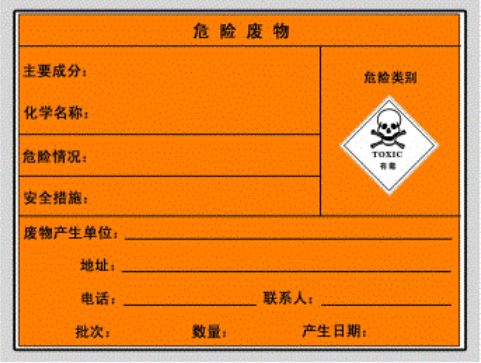 危险废物
主要成分：
危险类别
化学名称：
TOXIC
有毒
危险情况：
安全措施：
废物产生单位：
地址：
电话： 联系人：
批次： 数量： 产生日期：